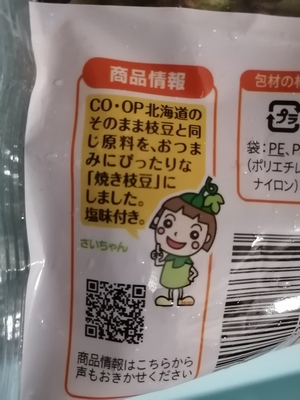 商品情報
CO・OP北海道の
そのまま枝豆と同
じ原料を、おつま
みにぴったりな
「焼き枝豆」に
しました。
塩味付き。
さいちゃん
商品情報はこちらから
声もおきかせください
包材の材
プラ
袋:PE、P
(ポリエチレ
ナイロン)